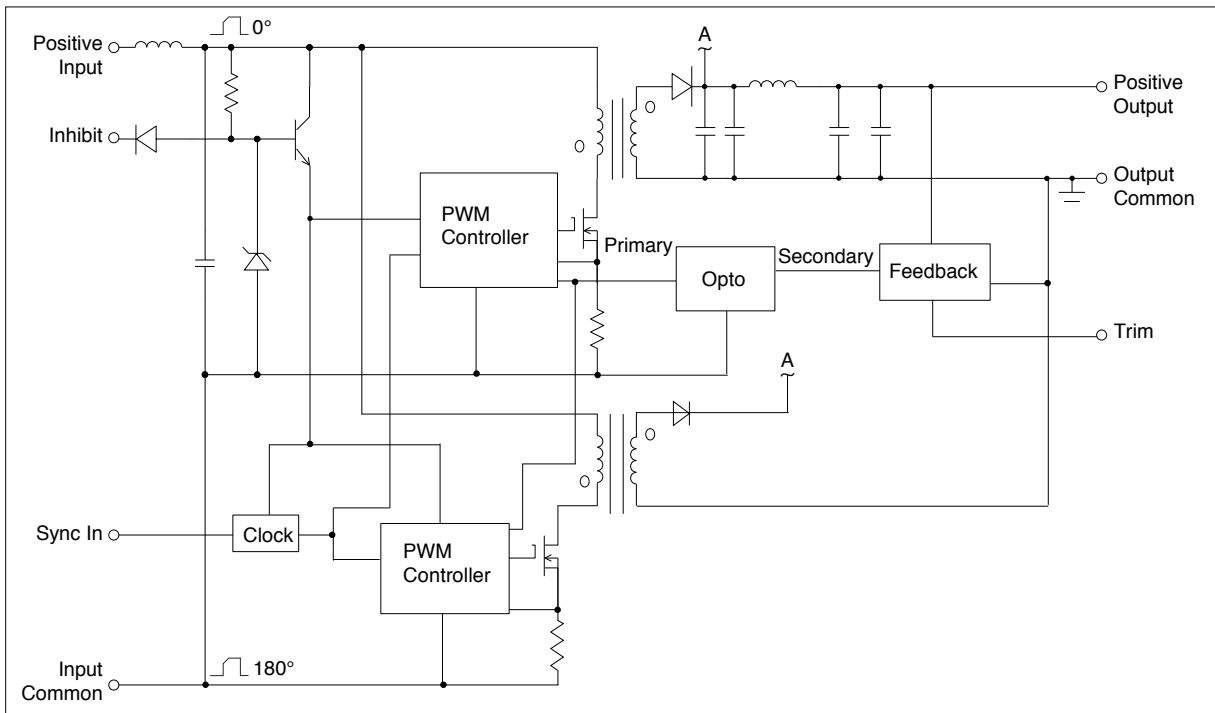 0°
Positive
Input
Inhibit
A
Positive
Output
Output
Common
PWM
Controller
Primary
Opto
Secondary
Feedback
Trim
A
Sync In
Clock
PWM
Controller
Input
Common
180°